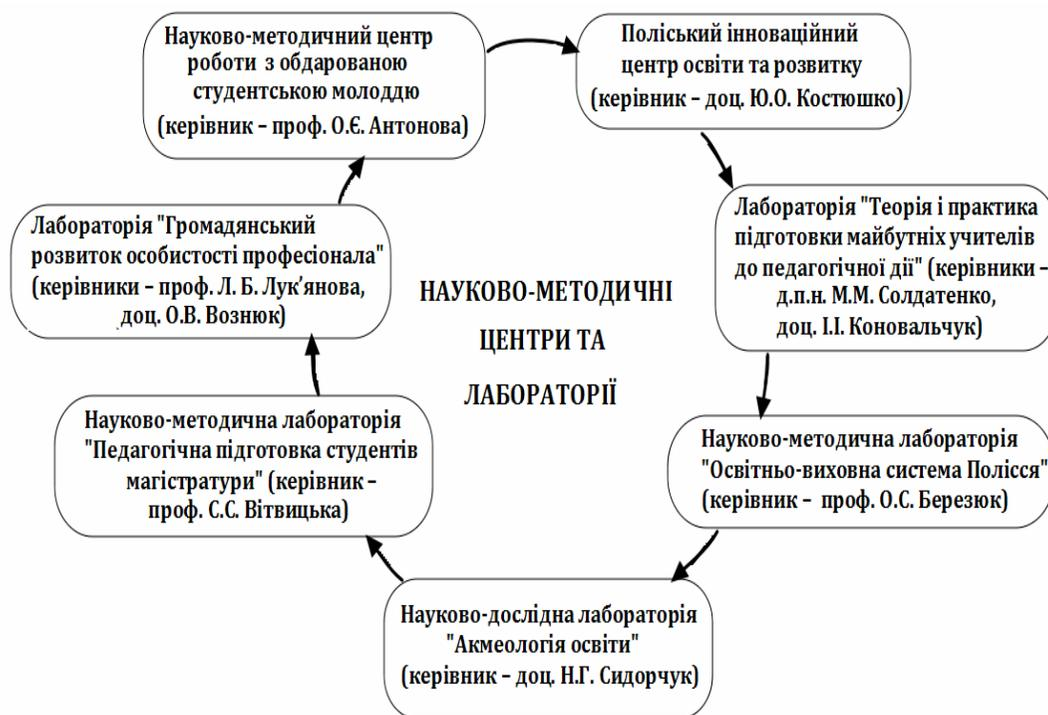 Науково-методичний центр
роботи з обдарованою
студентською молоддю
(керівник – проф. О.Є. Антонова)
Поліський інноваційний
центр освіти та розвитку
(керівник – доц. Ю.О. Костюшко)
Лабораторія "Теорія і практика
підготовки майбутніх учителів
до педагогічної дії" (керівники –
д.п.н. М.М. Солдатенко,
доц. І.І. Коновальчук)
Науково-методична лабораторія
"Освітньо-виховна система Полісся"
(керівник – проф. О.С. Березюк)
Науково-дослідна лабораторія
"Акмеологія освіти"
(керівник – доц. Н.Г. Сидорчук)
Науково-методична лабораторія
"Педагогічна підготовка студентів
магістратури" (керівник –
проф. С.С. Вітвицька)
Лабораторія "Громадянський
розвиток особистості професіонала"
(керівники – проф. Л. Б. Лук’янова,
доц. О.В. Вознюк)
НАУКОВО-МЕТОДИЧНІ
ЦЕНТРИ ТА
ЛАБОРАТОРІЇ